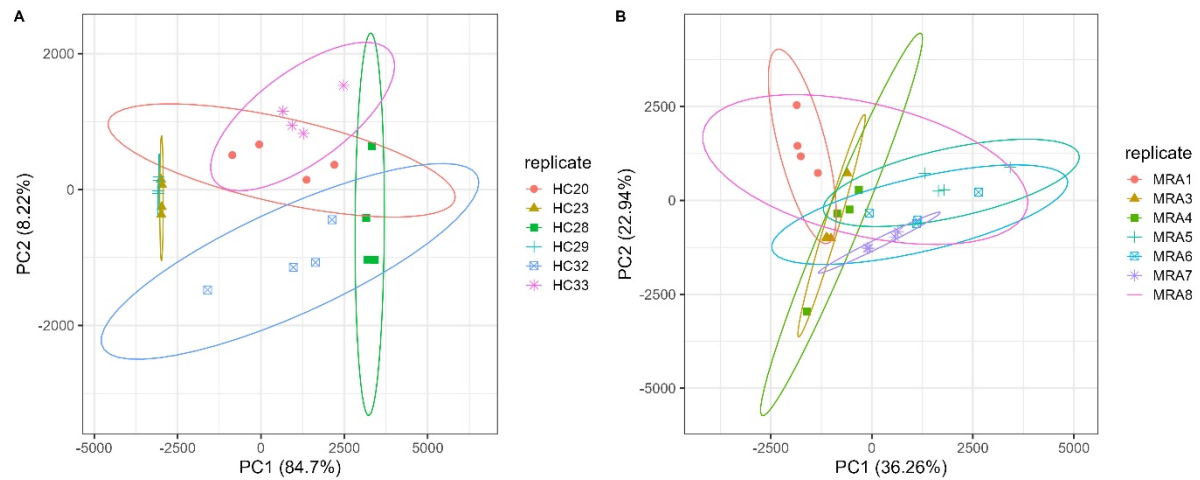 A
2000
0
-2000
PC2 (8.22%)
-5000
-2500
0
2500
5000
PC1 (84.7%)
replicate
HC20
HC23
HC28
HC29
HC32
HC33
B
2500
0
-2500
-5000
PC2 (22.94%)
-2500
0
2500
5000
PC1 (36.26%)
replicate
MRA1
MRA3
MRA4
MRA5
MRA6
MRA7
MRA8